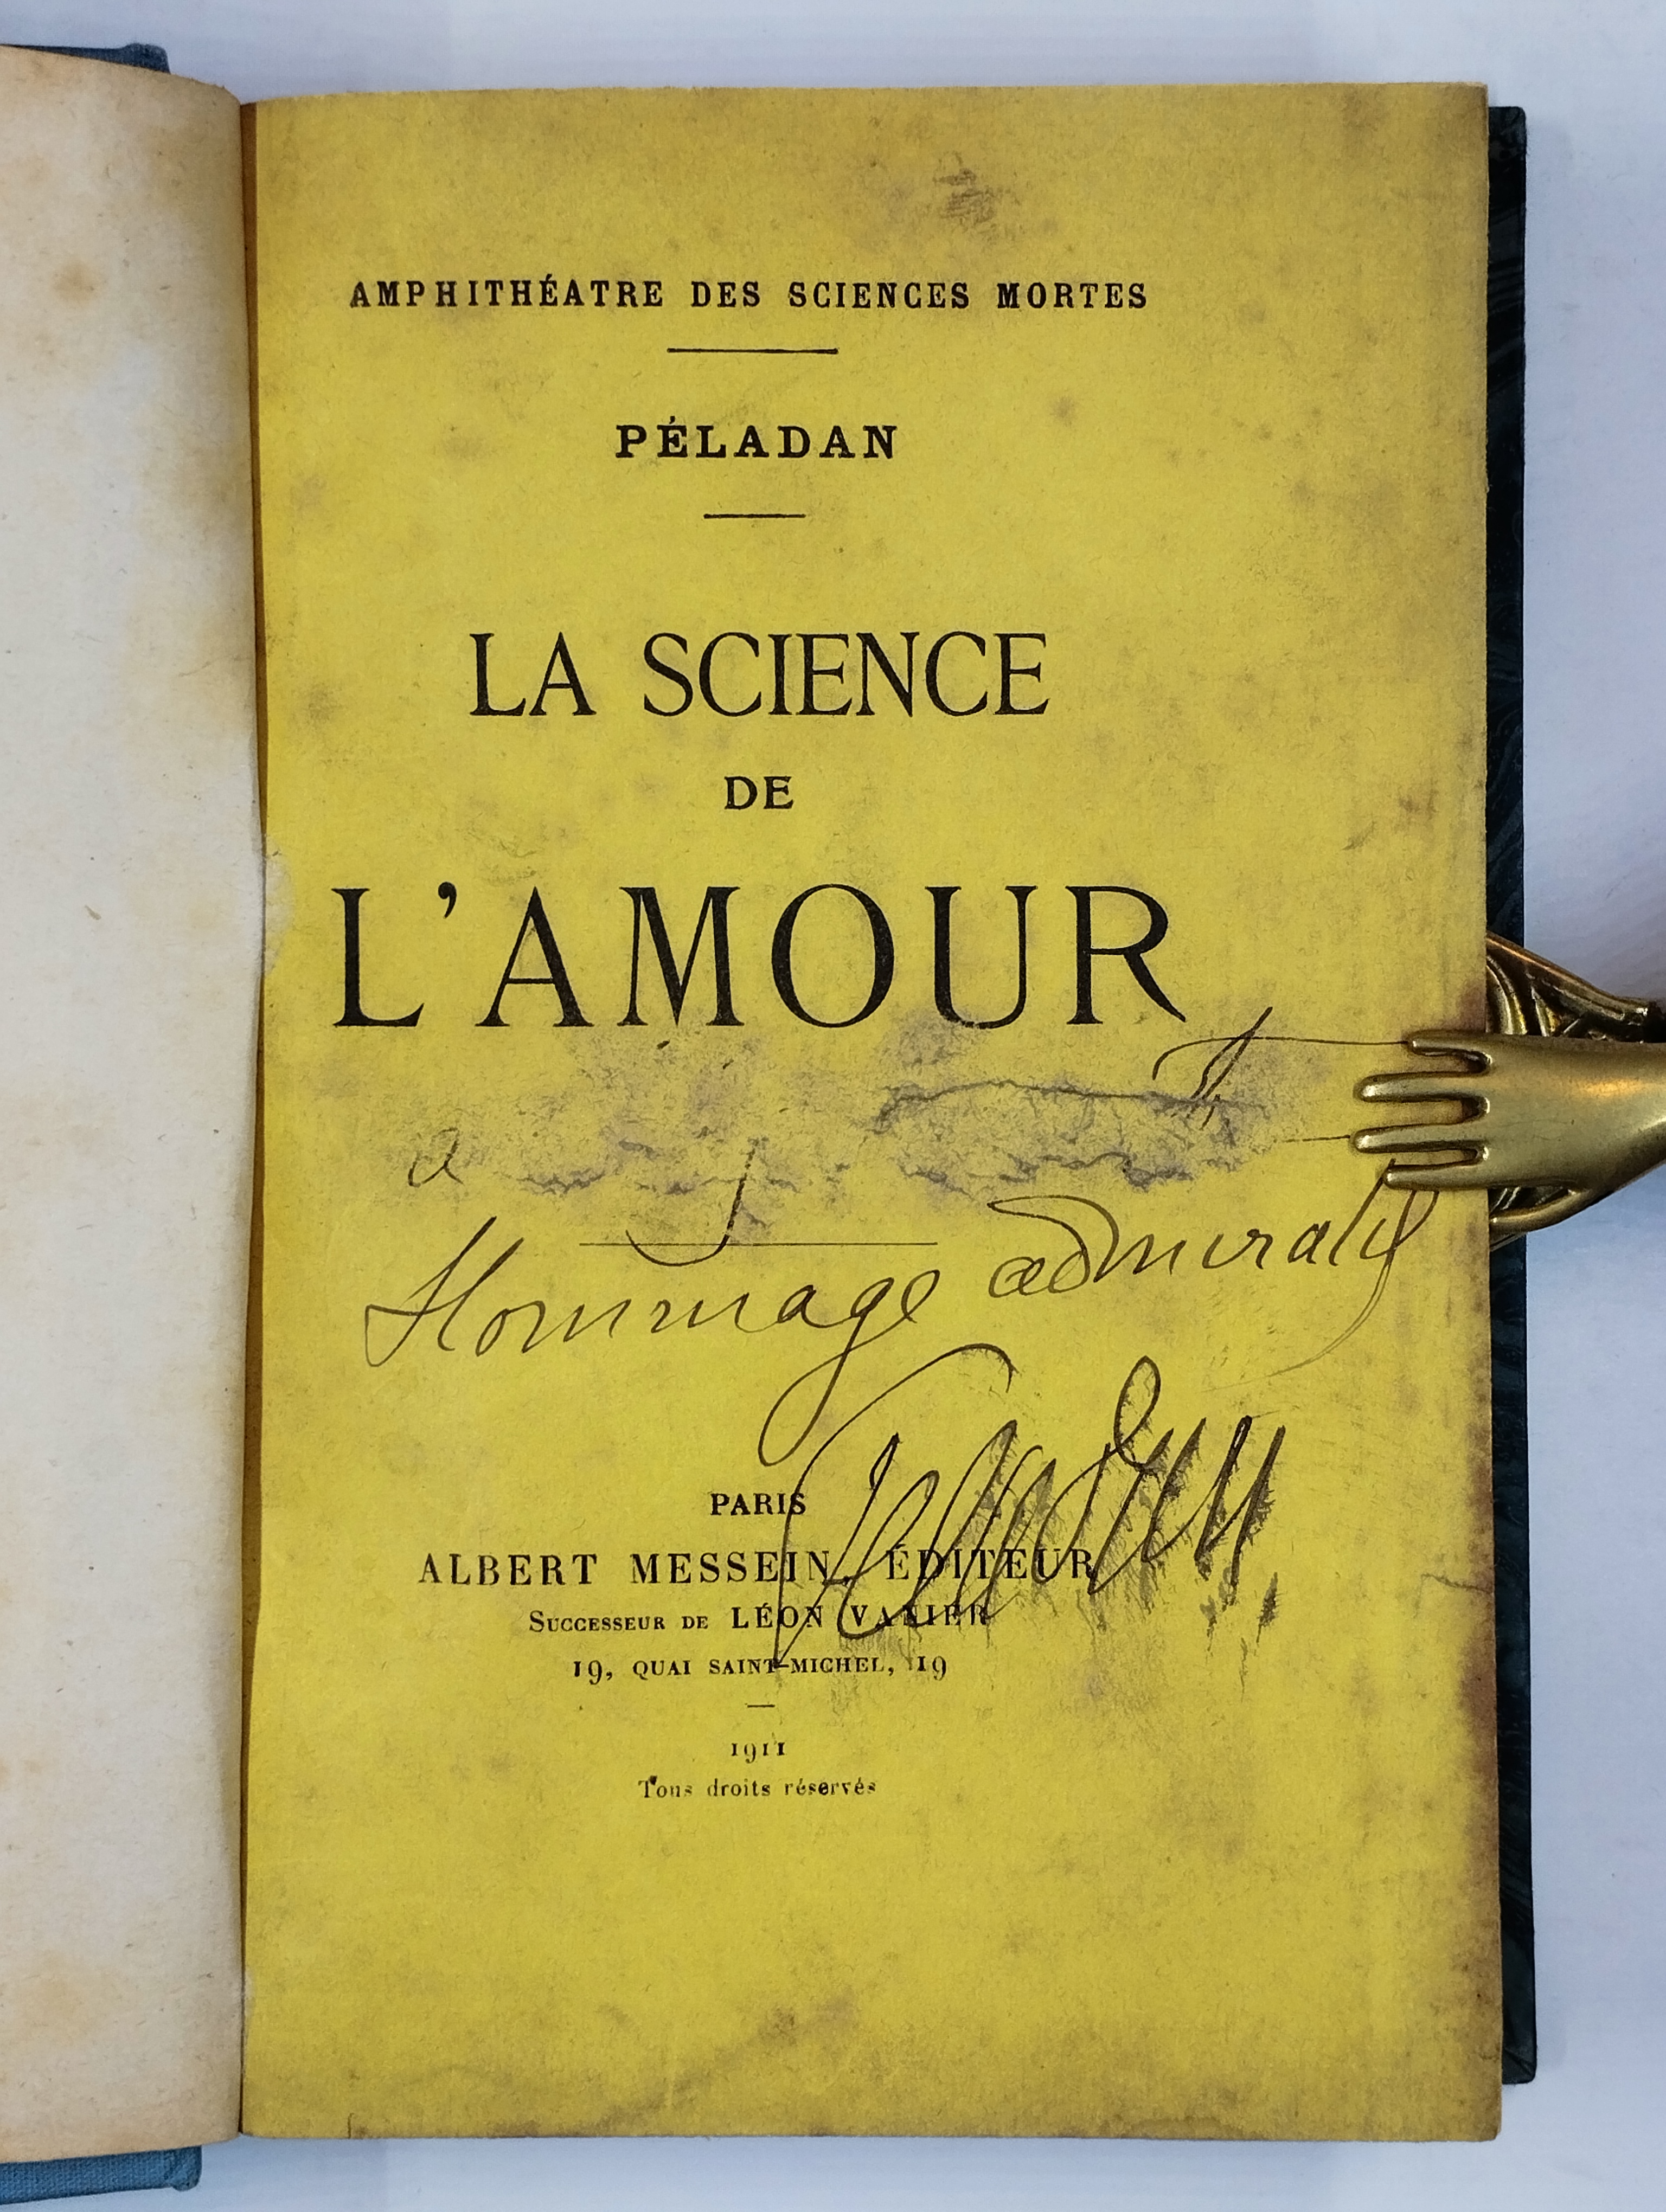 AMPHITHÉATRE DES SCIENCES MORTES
PÉLADAN
LA SCIENCE
DE
L'AMOUR
a
Hommage admiratif
Peladan
PARIS
ALBERT MESSEIN, ÉDITEUR
SUCCESSEUR DE LÉON VANIER
19, QUAI SAINT-MICHEL, 19
1911
Tous droits réservés